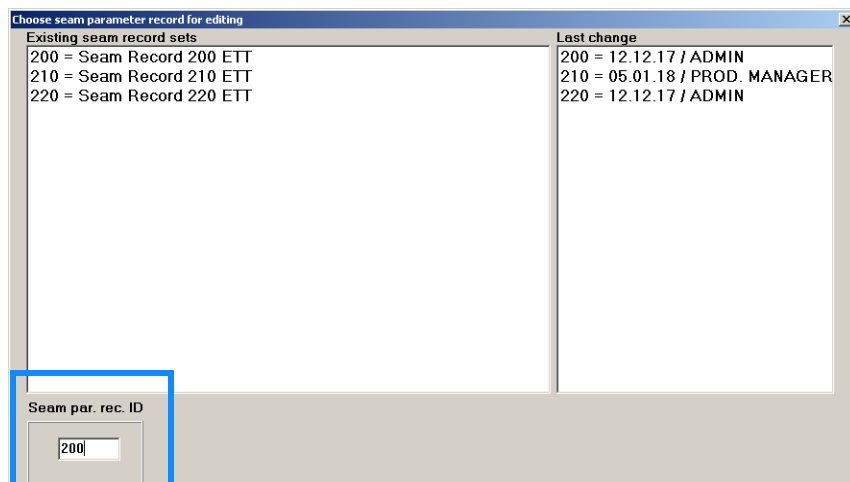 Choose seam parameter record for editing
Existing seam record sets
Last change
200 = Seam Record 200 ETT
210 = Seam Record 210 ETT
220 = Seam Record 220 ETT
200 = 12.12.17 / ADMIN
210 = 05.01.18 / PROD. MANAGER
220 = 12.12.17 / ADMIN
Seam par. rec. ID
200